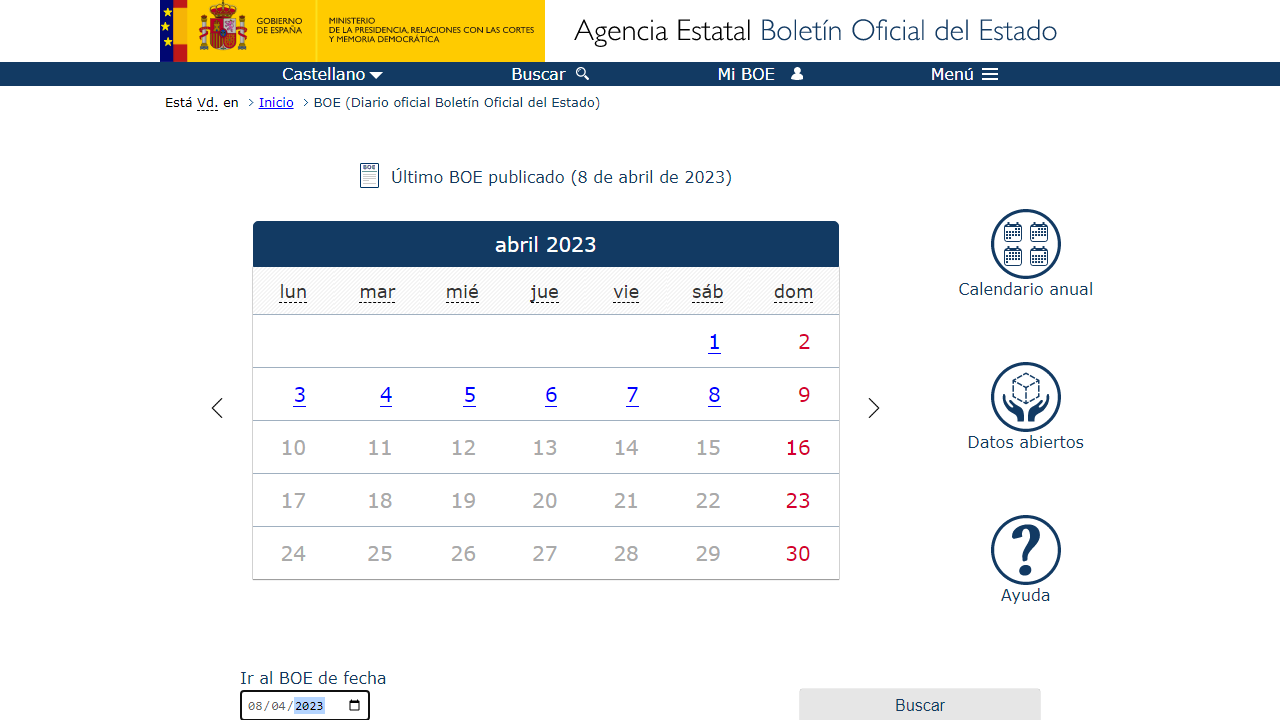 GOBIERNO
DE ESPAÑA
MINISTERIO
DE LA PRESIDENCIA, RELACIONES CON LAS CORTES
Y MEMORIA DEMOCRÁTICA
Agencia Estatal Boletín Oficial del Estado
Castellano
Buscar
Mi BOE
Menú
Está Vd. en
Inicio
BOE (Diario oficial Boletín Oficial del Estado)
BOE
Último BOE publicado (8 de abril de 2023)
abril 2023
lun mar mié jue vie sáb dom
1 2
3 4 5 6 7 8 9
10 11 12 13 14 15 16
17 18 19 20 21 22 23
24 25 26 27 28 29 30
Calendario anual
Datos abiertos
?
Ayuda
Ir al BOE de fecha
08/04/2023
Buscar